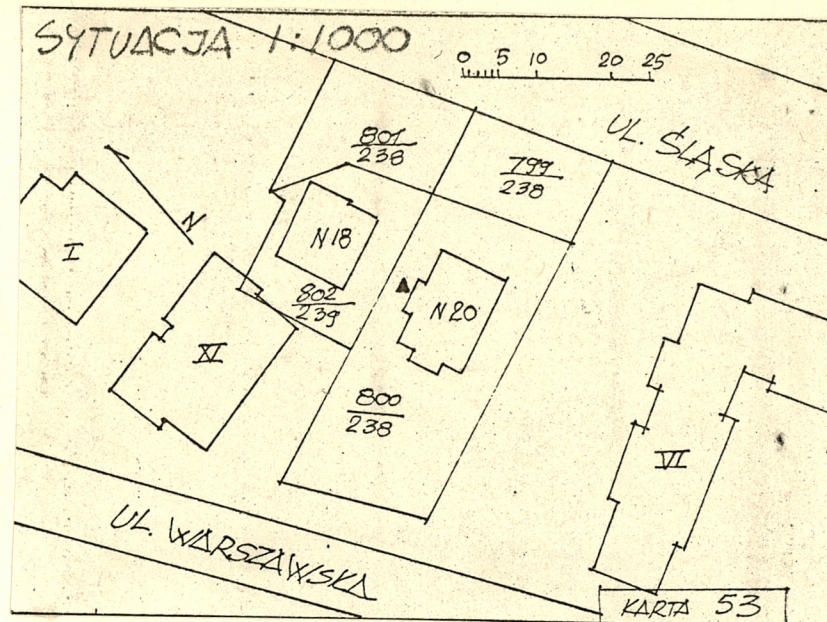 SYTUACJA 1:1000
0 5 10 20 25
UL. ŚLĄSKA
801
238
799
238
N
I
N18
802
239
N20
XI
800
238
VI
UL. WARSZAWSKA
KARTA 53